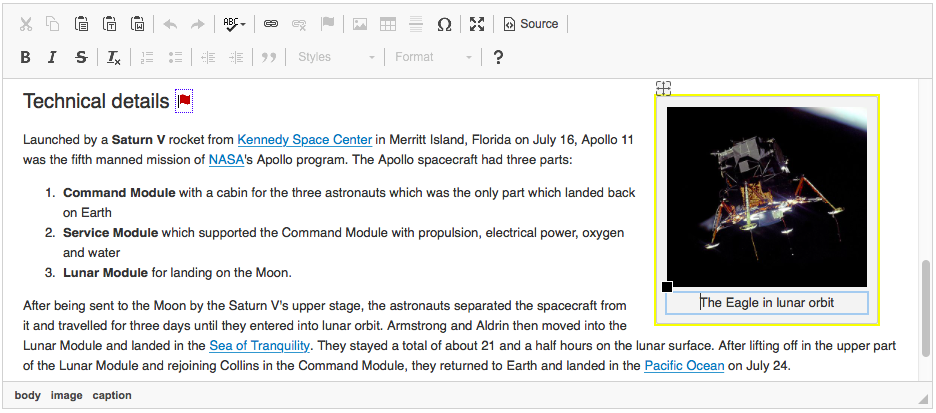 ABC Ω Source
B I S Tx 1 2 3 " Styles Format ?
Technical details
Launched by a Saturn V rocket from Kennedy Space Center in Merritt Island, Florida on July 16, Apollo 11
was the fifth manned mission of NASA's Apollo program. The Apollo spacecraft had three parts:
1. Command Module with a cabin for the three astronauts which was the only part which landed back
on Earth
2. Service Module which supported the Command Module with propulsion, electrical power, oxygen
and water
3. Lunar Module for landing on the Moon.
The Eagle in lunar orbit
After being sent to the Moon by the Saturn V's upper stage, the astronauts separated the spacecraft from
it and travelled for three days until they entered into lunar orbit. Armstrong and Aldrin then moved into the
Lunar Module and landed in the Sea of Tranquility. They stayed a total of about 21 and a half hours on the lunar surface. After lifting off in the upper part
of the Lunar Module and rejoining Collins in the Command Module, they returned to Earth and landed in the Pacific Ocean on July 24.
body image caption